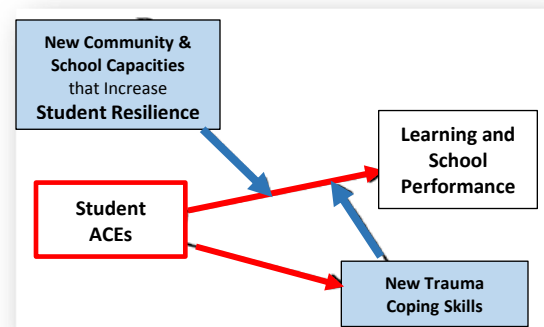 New Community &
School Capacities
that Increase
Student Resilience
Learning and
School
Performance
Student
ACEs
New Trauma
Coping Skills